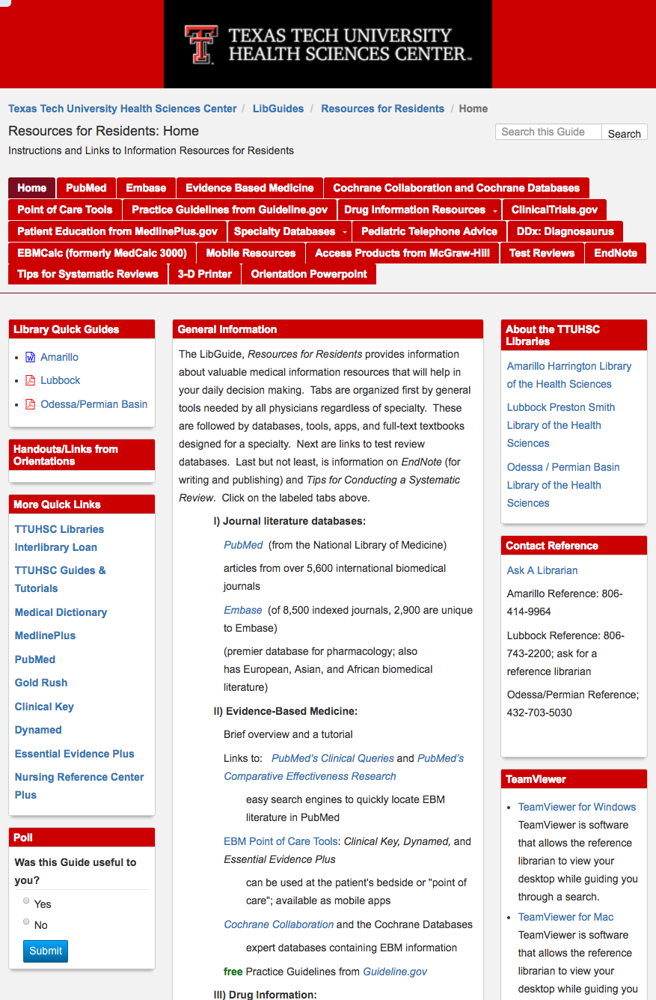 TEXAS TECH UNIVERSITY
HEALTH SCIENCES CENTER.™
Texas Tech University Health Sciences Center / LibGuides / Resources for Residents / Home
Resources for Residents: Home
Search this Guide Search
Instructions and Links to Information Resources for Residents
Home PubMed Embase Evidence Based Medicine Cochrane Collaboration and Cochrane Databases
Point of Care Tools Practice Guidelines from Guideline.gov Drug Information Resources ClinicalTrials.gov
Patient Education from MedlinePlus.gov Specialty Databases Pediatric Telephone Advice DDx: Diagnosaurus
EBMCalc (formerly MedCalc 3000) Mobile Resources Access Products from McGraw-Hill Test Reviews EndNote
Tips for Systematic Reviews 3-D Printer Orientation Powerpoint
Library Quick Guides
Amarillo
Lubbock
Odessa/Permian Basin
Handouts/Links from
Orientations
More Quick Links
TTUHSC Libraries
Interlibrary Loan
TTUHSC Guides &
Tutorials
Medical Dictionary
MedlinePlus
PubMed
Gold Rush
Clinical Key
Dynamed
Essential Evidence Plus
Nursing Reference Center
Plus
Poll
Was this Guide useful to
you?
Yes
No
Submit
General Information
The LibGuide, Resources for Residents provides information
about valuable medical information resources that will help in
your daily decision making. Tabs are organized first by general
tools needed by all physicians regardless of specialty. These
are followed by databases, tools, apps, and full-text textbooks
designed for a specialty. Next are links to test review
databases. Last but not least, is information on EndNote (for
writing and publishing) and Tips for Conducting a Systematic
Review. Click on the labeled tabs above.
I) Journal literature databases:
PubMed (from the National Library of Medicine)
articles from over 5,600 international biomedical
journals
Embase (of 8,500 indexed journals, 2,900 are unique
to Embase)
(premier database for pharmacology; also
has European, Asian, and African biomedical
literature)
II) Evidence-Based Medicine:
Brief overview and a tutorial
Links to: PubMed's Clinical Queries and PubMed's
Comparative Effectiveness Research
easy search engines to quickly locate EBM
literature in PubMed
EBM Point of Care Tools: Clinical Key, Dynamed, and
Essential Evidence Plus
can be used at the patient's bedside or "point of
care"; available as mobile apps
Cochrane Collaboration and the Cochrane Databases
expert databases containing EBM information
free Practice Guidelines from Guideline.gov
III) Drug Information:
About the TTUHSC
Libraries
Amarillo Harrington Library
of the Health Sciences
Lubbock Preston Smith
Library of the Health
Sciences
Odessa / Permian Basin
Library of the Health
Sciences
Contact Reference
Ask A Librarian
Amarillo Reference: 806-
414-9964
Lubbock Reference: 806-
743-2200; ask for a
reference librarian
Odessa/Permian Reference;
432-703-5030
TeamViewer
TeamViewer for Windows
TeamViewer is software
that allows the reference
librarian to view your
desktop while guiding you
through a search.
TeamViewer for Mac
TeamViewer is software
that allows the reference
librarian to view your
desktop while guiding you